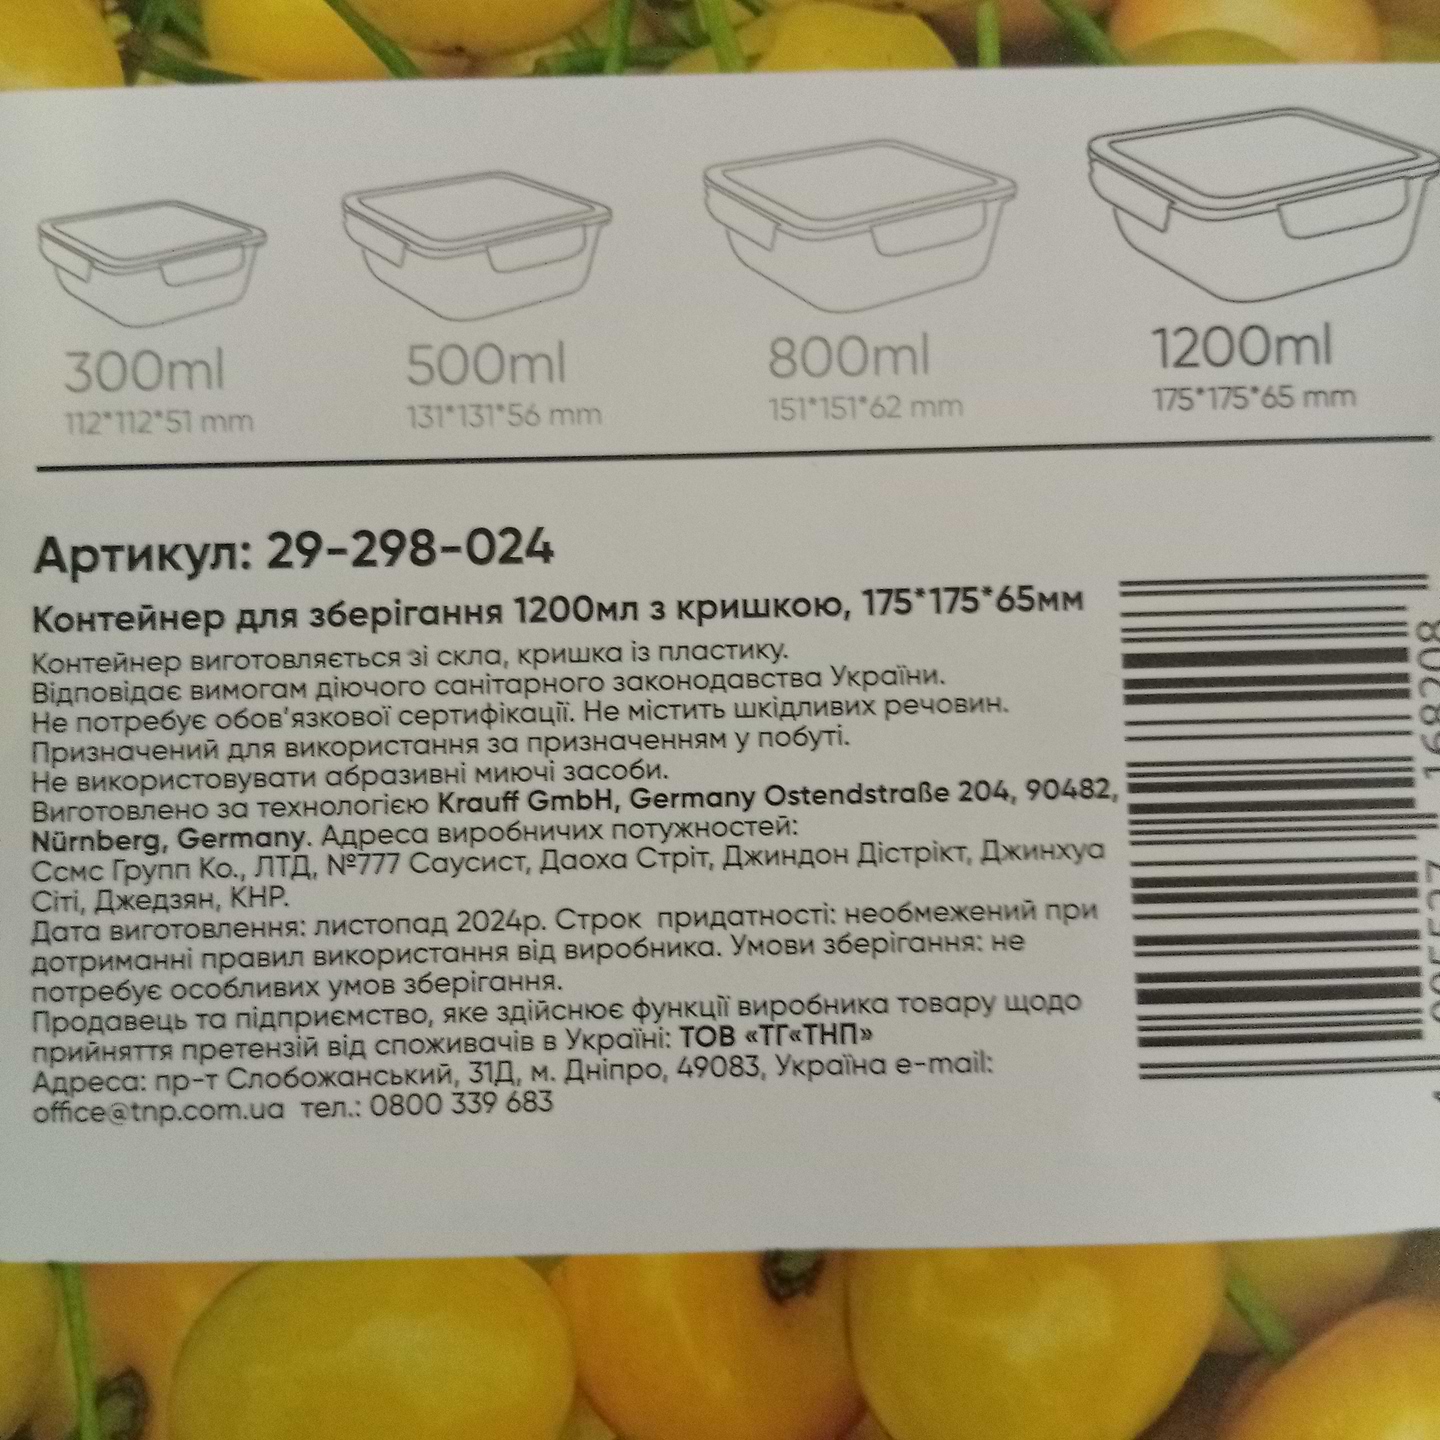 300ml
112*112*51 mm
500ml
131*131*56 mm
800ml
151*151*62 mm
1200ml
175*175*65 mm
Артикул: 29-298-024
Контейнер для зберігання 1200мл з кришкою, 175*175*65мм
Контейнер виготовляється зі скла, кришка із пластику.
Відповідає вимогам діючого санітарного законодавства України.
Не потребує обов'язкової сертифікації. Не містить шкідливих речовин.
Призначений для використання за призначенням у побуті.
Не використовувати абразивні миючі засоби.
Виготовлено за технологією Krauff GmbH, Germany Ostendstraße 204, 90482,
Nürnberg, Germany. Адреса виробничих потужностей:
Ссмс Групп Ко., ЛТД, №777 Саусист, Даоха Стріт, Джиндон Дістрікт, Джинхуа
Сіті, Джедзян, КНР.
Дата виготовлення: листопад 2024р. Строк придатності: необмежений при
дотриманні правил використання від виробника. Умови зберігання: не
потребує особливих умов зберігання.
Продавець та підприємство, яке здійснює функції виробника товару щодо
прийняття претензій від споживачів в Україні: ТОВ «ТГ«ТНП»
Адреса: пр-т Слобожанський, 31Д, м. Дніпро, 49083, Україна e-mail:
office@tnp.com.ua тел.: 0800 339 683